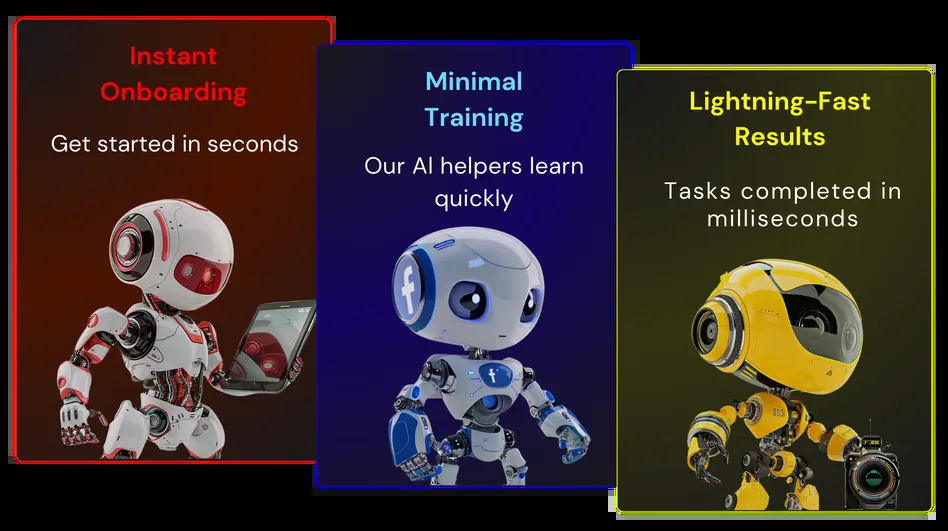 Instant
Onboarding
Get started in seconds
Minimal
Training
Our AI helpers learn
quickly
f
f
Lightning-Fast
Results
Tasks completed in
milliseconds